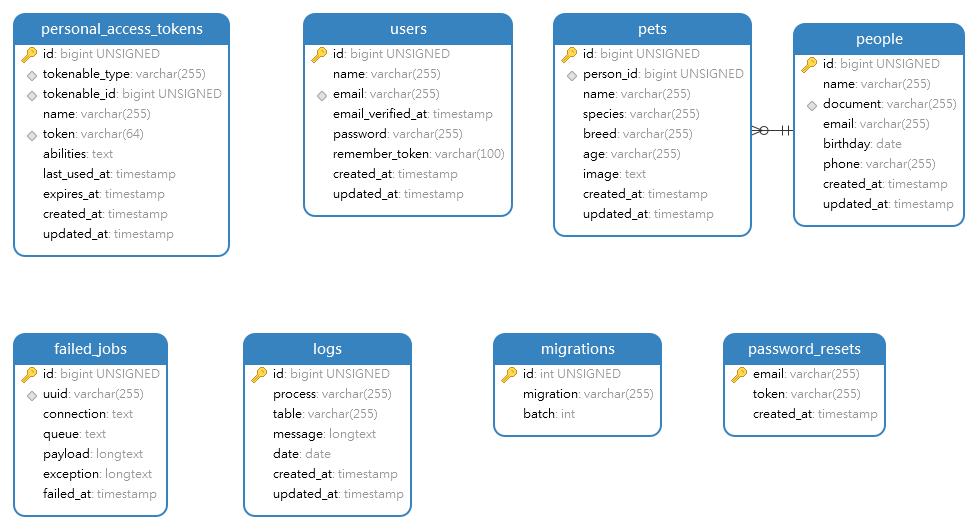 personal_access_tokens
id: bigint UNSIGNED
tokenable_type: varchar(255)
tokenable_id: bigint UNSIGNED
name: varchar(255)
token: varchar(64)
abilities: text
last_used_at: timestamp
expires_at: timestamp
created_at: timestamp
updated_at: timestamp
users
id: bigint UNSIGNED
name: varchar(255)
email: varchar(255)
email_verified_at: timestamp
password: varchar(255)
remember_token: varchar(100)
created_at: timestamp
updated_at: timestamp
pets
id: bigint UNSIGNED
person_id: bigint UNSIGNED
name: varchar(255)
species: varchar(255)
breed: varchar(255)
age: varchar(255)
image: text
created_at: timestamp
updated_at: timestamp
people
id: bigint UNSIGNED
name: varchar(255)
document: varchar(255)
email: varchar(255)
birthday: date
phone: varchar(255)
created_at: timestamp
updated_at: timestamp
failed_jobs
id: bigint UNSIGNED
uuid: varchar(255)
connection: text
queue: text
payload: longtext
exception: longtext
failed_at: timestamp
logs
id: bigint UNSIGNED
process: varchar(255)
table: varchar(255)
message: longtext
date: date
created_at: timestamp
updated_at: timestamp
migrations
id: int UNSIGNED
migration: varchar(255)
batch: int
password_resets
email: varchar(255)
token: varchar(255)
created_at: timestamp